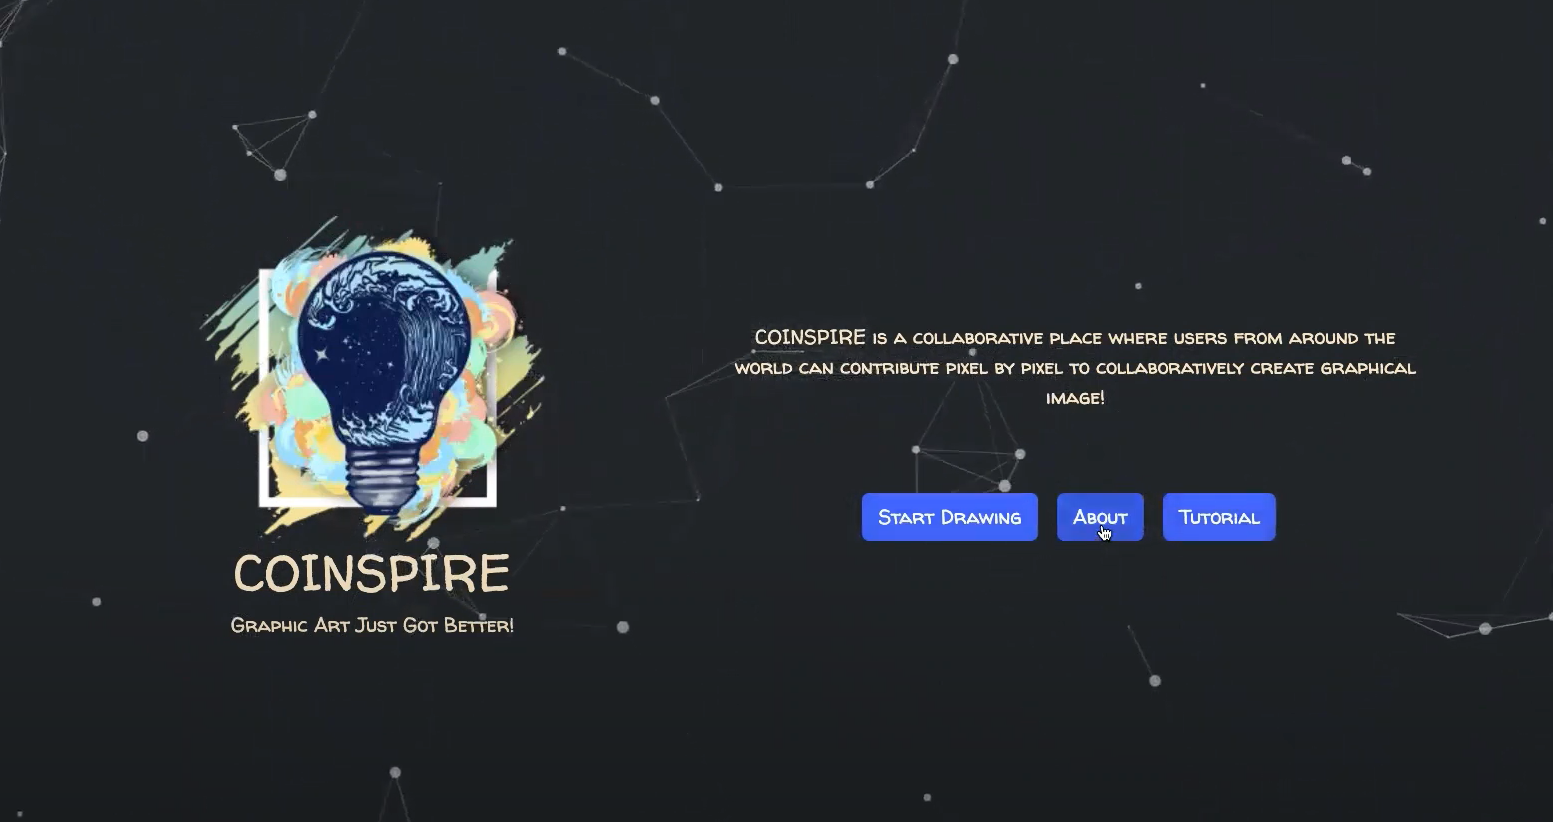 COINSPIRE
Graphic Art Just Got Better!
COINSPIRE is a collaborative place where users from around the
world can contribute pixel by pixel to collaboratively create graphical
image!
Start Drawing
About
Tutorial